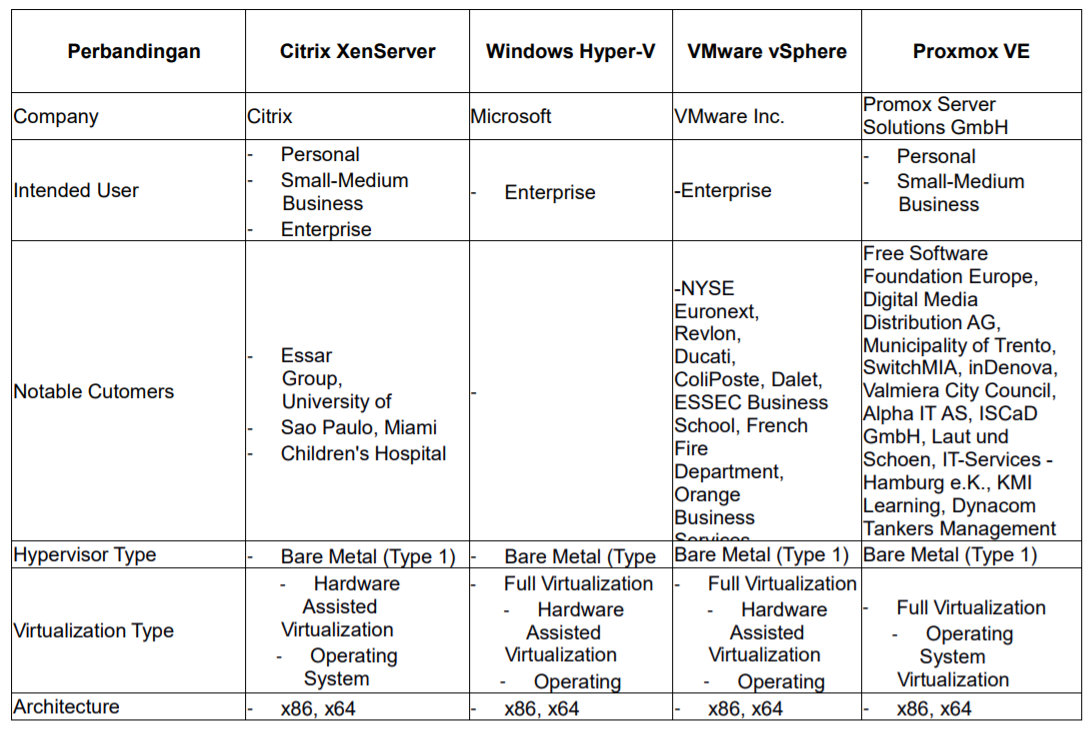 Perbandingan
Citrix XenServer
Windows Hyper-V
VMware vSphere
Proxmox VE
Company
Citrix
Microsoft
VMware Inc.
Promox Server
Solutions GmbH
Intended User
- Personal
- Small-Medium
Business
- Enterprise
- Enterprise
-Enterprise
- Personal
- Small-Medium
Business
Notable Cutomers
- Essar
Group,
University of
- Sao Paulo, Miami
- Children's Hospital
-
-NYSE
Euronext,
Revlon,
Ducati,
ColiPoste, Dalet,
ESSEC Business
School, French
Fire
Department,
Orange
Business
Services
Free Software
Foundation Europe,
Digital Media
Distribution AG,
Municipality of Trento,
SwitchMIA, inDenova,
Valmiera City Council,
Alpha IT AS, ISCaD
GmbH, Laut und
Schoen, IT-Services -
Hamburg e.K., KMI
Learning, Dynacom
Tankers Management
Hypervisor Type
- Bare Metal (Type 1)
- Bare Metal (Type
Bare Metal (Type 1)
Bare Metal (Type 1)
Virtualization Type
- Hardware
Assisted
Virtualization
- Operating
System
- Full Virtualization
- Hardware
Assisted
Virtualization
- Operating
- Full Virtualization
- Hardware
Assisted
Virtualization
- Operating
- Full Virtualization
- Operating
System
Virtualization
Architecture
- x86, x64
- x86, x64
- x86, x64
- x86, x64